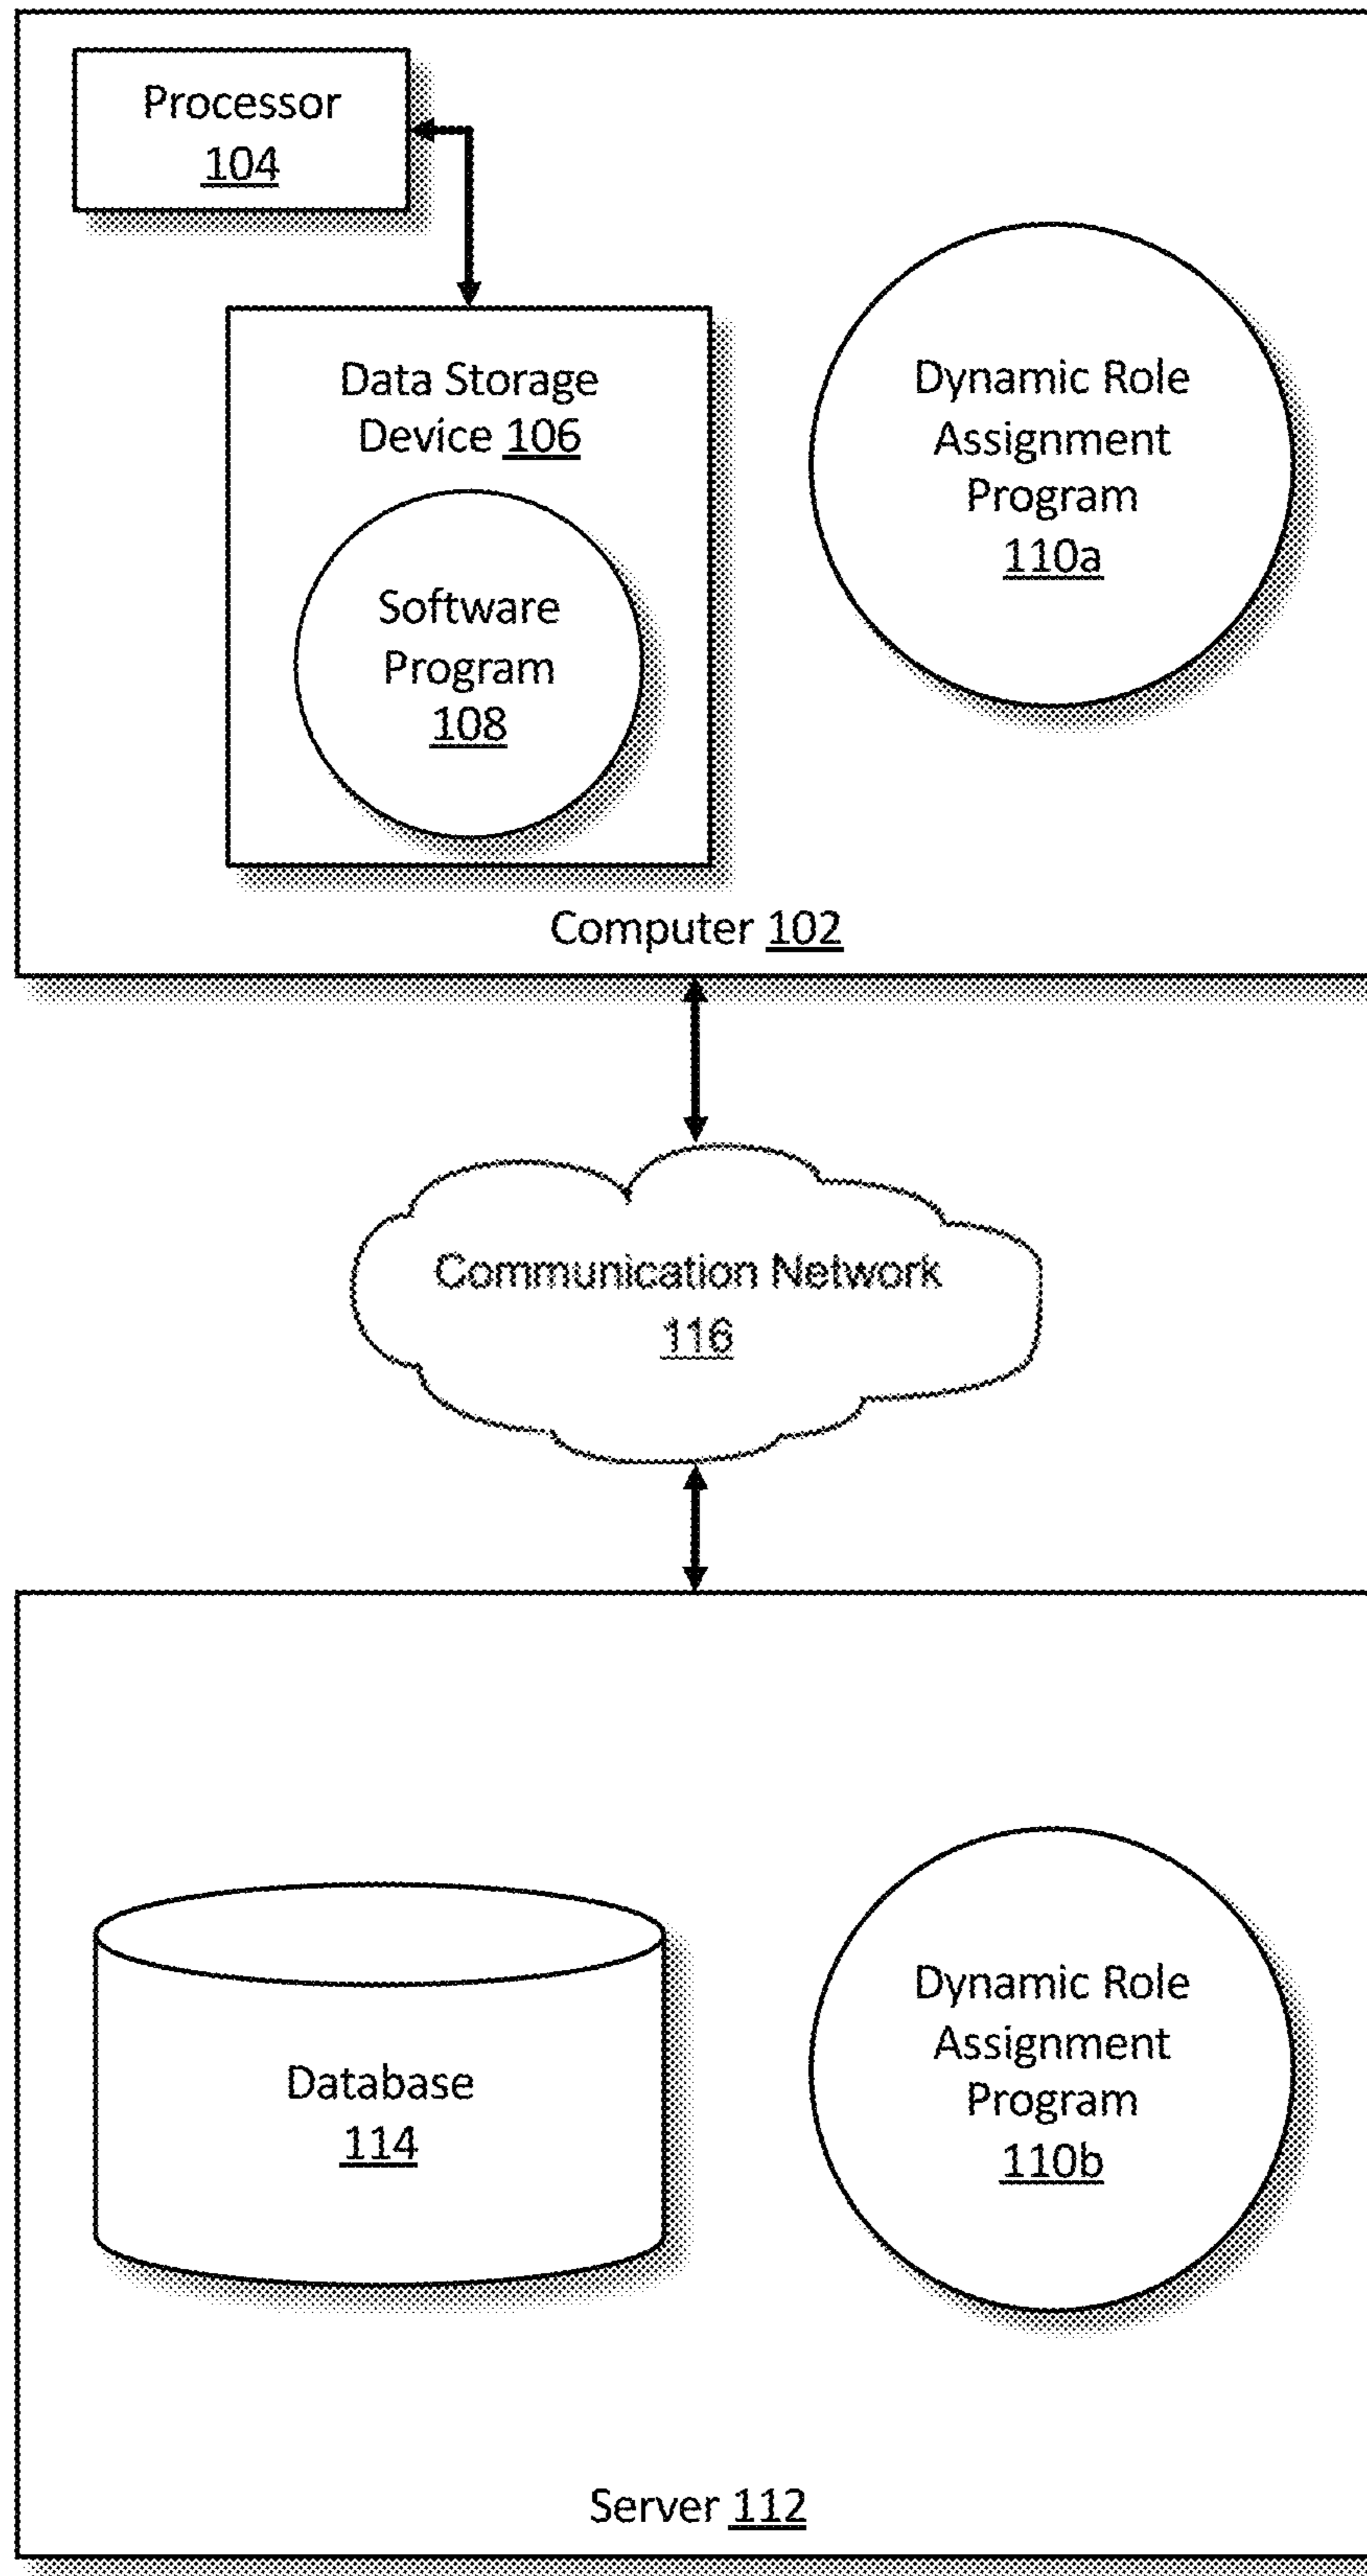 Processor
104
Data Storage
Device 106
Software
Program
108
Dynamic Role
Assignment
Program
110a
Computer 102
Communication Network
116
Database
114
Dynamic Role
Assignment
Program
110b
Server 112